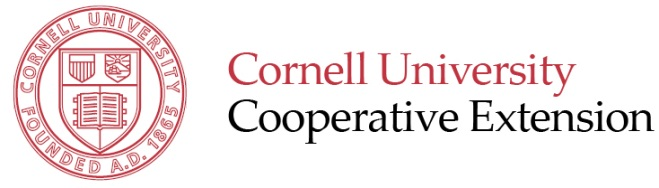 CORNELL UNIVERSITY
FOUNDED A.D. 1865
Cornell University
Cooperative Extension